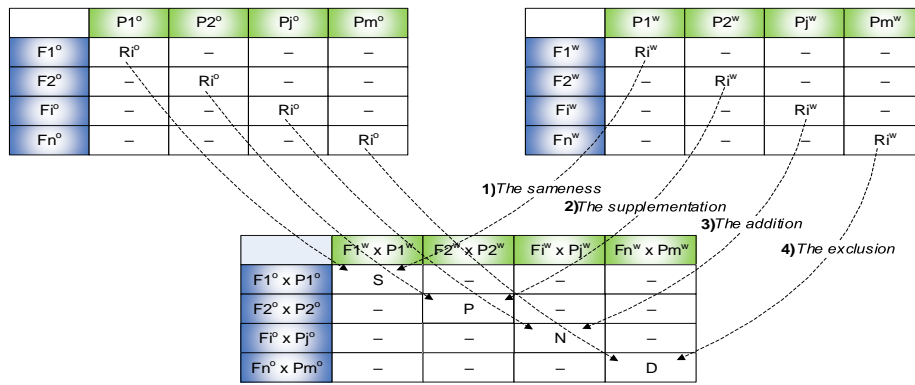 P1º P2º Pjº Pmº
F1º Riº – – –
F2º – Riº – –
Fiº – – Riº –
Fnº – – – Riº
P1ʷ P2ʷ Pjʷ Pmʷ
F1ʷ Riʷ – – –
F2ʷ – Riʷ – –
Fiʷ – – Riʷ –
Fnʷ – – – Riʷ
1)The sameness
2)The supplementation
3)The addition
4)The exclusion
F1ʷ x P1ʷ F2ʷ x P2ʷ Fiʷ x Pjʷ Fnʷ x Pmʷ
F1º x P1º S – – –
F2º x P2º – P – –
Fiº x Pjº – – N –
Fnº x Pmº – – – D